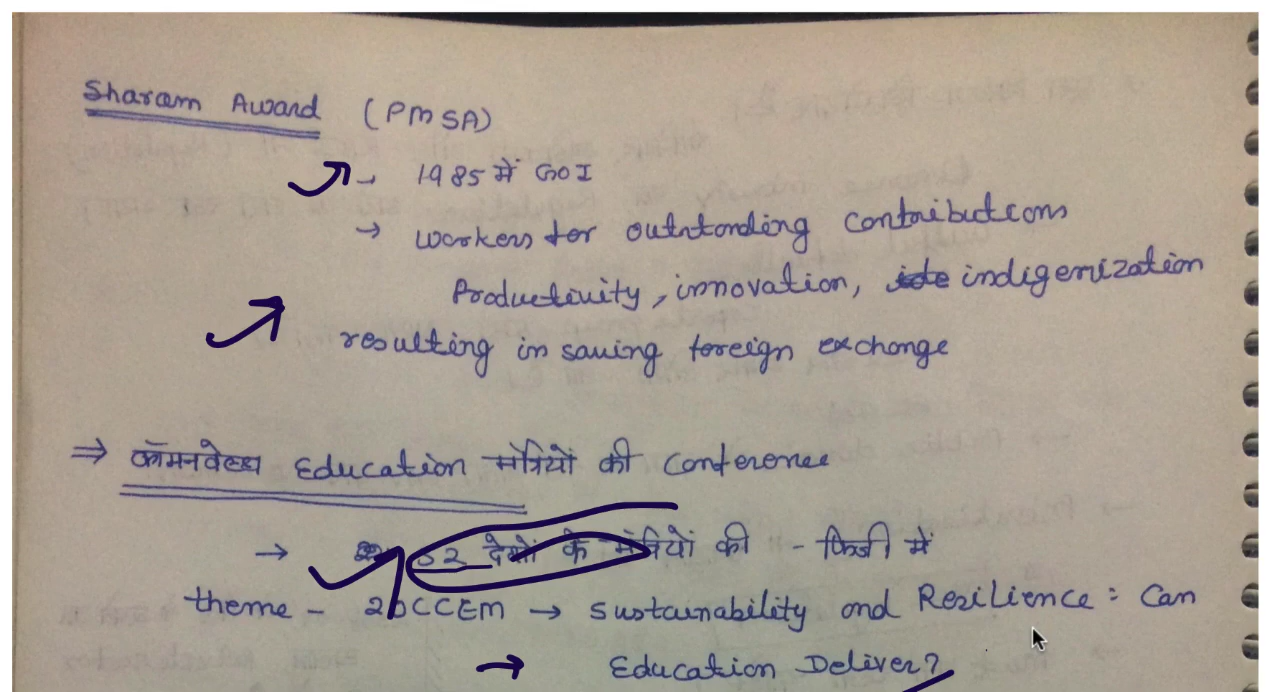 Sharam Award (PMSA)
→ 1985 में GOI
→ workers for outstanding contributions
Productivity, innovation, indigenization
resulting in saving foreign exchange
⇒ कॉमनवेल्थ Education मंत्रियों की Conference
→ 52 देशों के मंत्रियों की - फिजी में
theme - 20CCEM → Sustainability and Resilience : Can
→ Education Deliver?